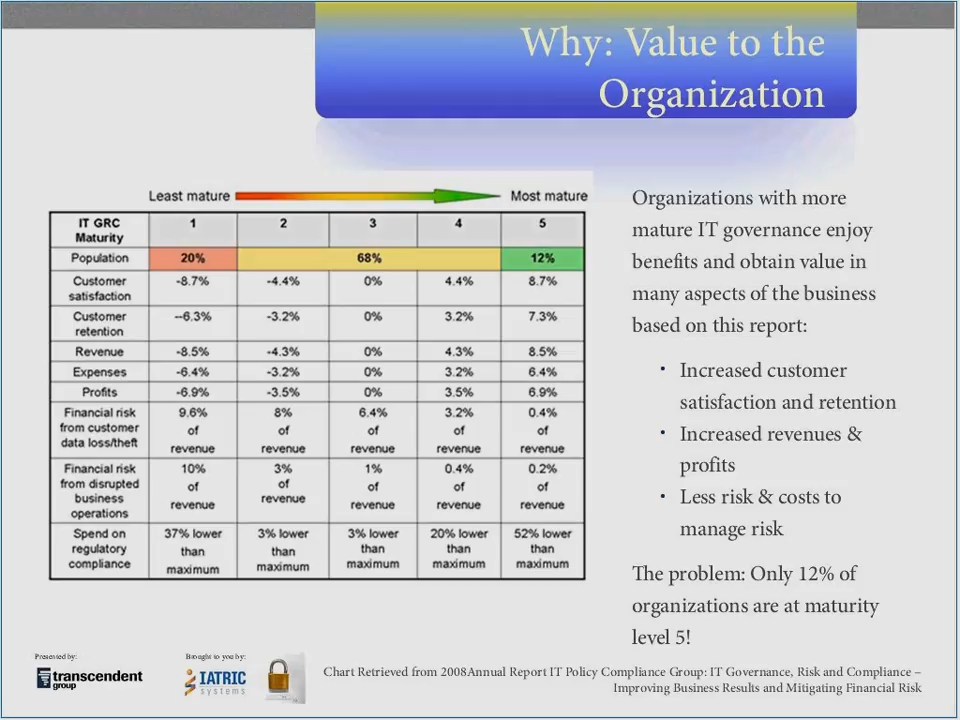 Why: Value to the
Organization
Least mature Most mature
IT GRC 1 2 3 4 5
Maturity
Population 20% 68% 12%
Customer -8.7% -4.4% 0% 4.4% 8.7%
satisfaction
Customer --6.3% -3.2% 0% 3.2% 7.3%
retention
Revenue -8.5% -4.3% 0% 4.3% 8.5%
Expenses -6.4% -3.2% 0% 3.2% 6.4%
Profits -6.9% -3.5% 0% 3.5% 6.9%
Financial risk 9.6% 8% 6.4% 3.2% 0.4%
from customer of of of of of
data loss/theft revenue revenue revenue revenue revenue
Financial risk 10% 3% 1% 0.4% 0.2%
from disrupted of of of of of
business revenue revenue revenue revenue revenue
operations
Spend on 37% lower 3% lower 3% lower 20% lower 52% lower
regulatory than than than than than
compliance maximum maximum maximum maximum maximum
Organizations with more
mature IT governance enjoy
benefits and obtain value in
many aspects of the business
based on this report:
• Increased customer
satisfaction and retention
• Increased revenues &
profits
• Less risk & costs to
manage risk
The problem: Only 12% of
organizations are at maturity
level 5!
Presented by:
transcendent
group
Brought to you by:
IATRIC
systems
Chart Retrieved from 2008Annual Report IT Policy Compliance Group: IT Governance, Risk and Compliance –
Improving Business Results and Mitigating Financial Risk